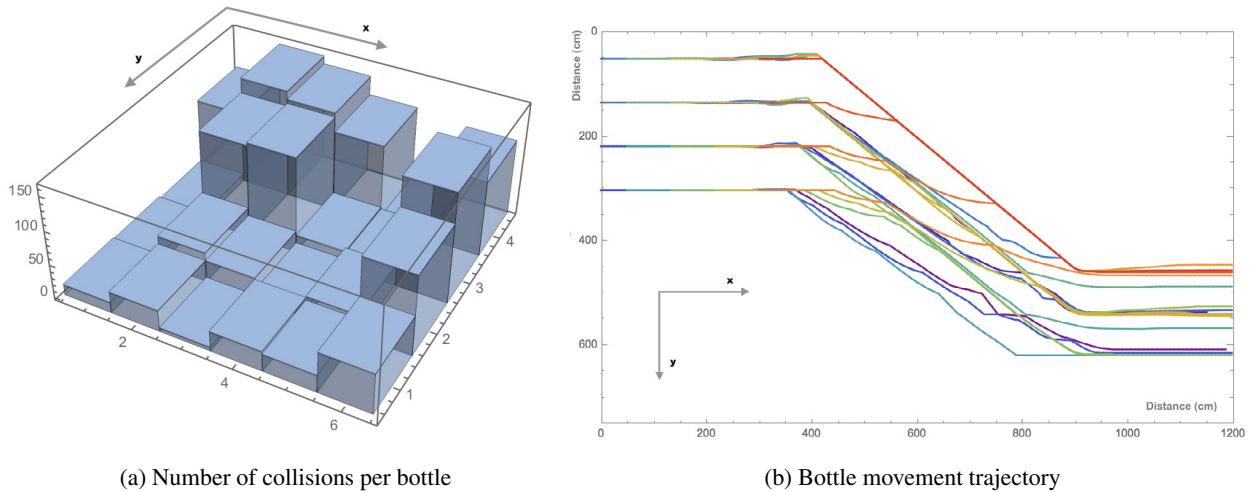 x
y
150
100
50
0
2
4
6
1
2
3
4
(a) Number of collisions per bottle
Distance (cm)
0
200
400
600
x
y
Distance (cm)
0
200
400
600
800
1000
1200
(b) Bottle movement trajectory